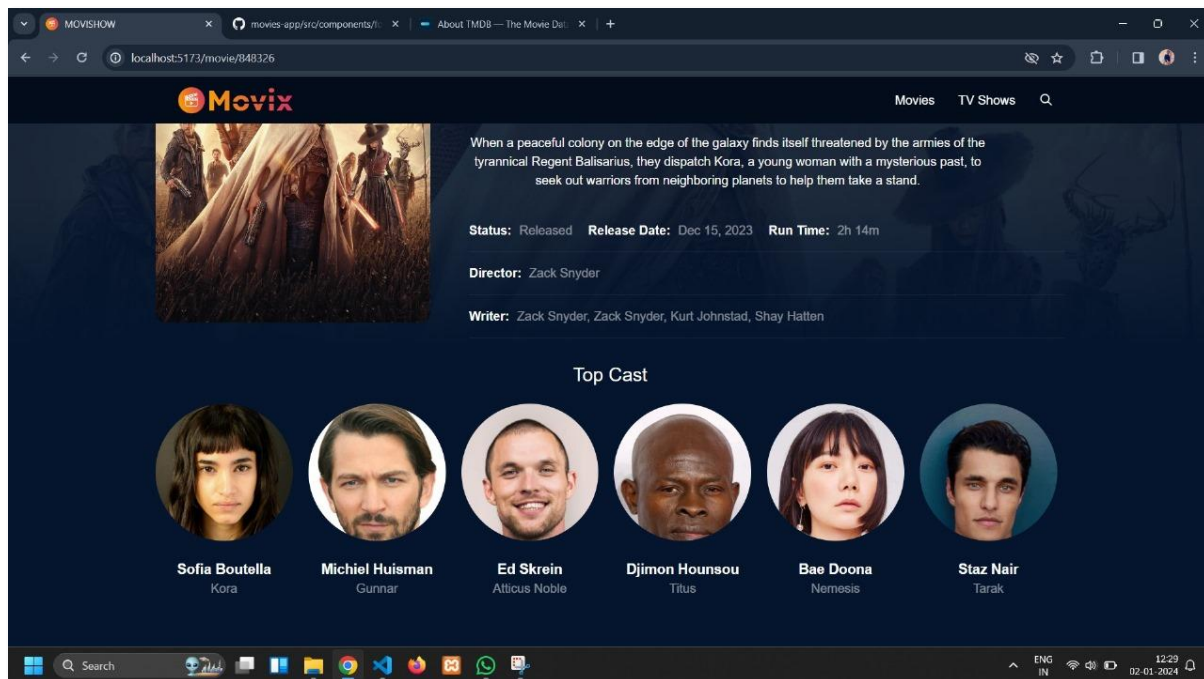 MOVISHOW
movies-app/src/components/fo
About TMDB — The Movie Dat
localhost:5173/movie/848326
Movix
Movies TV Shows
When a peaceful colony on the edge of the galaxy finds itself threatened by the armies of the
tyrannical Regent Balisarius, they dispatch Kora, a young woman with a mysterious past, to
seek out warriors from neighboring planets to help them take a stand.
Status: Released Release Date: Dec 15, 2023 Run Time: 2h 14m
Director: Zack Snyder
Writer: Zack Snyder, Zack Snyder, Kurt Johnstad, Shay Hatten
Top Cast
Sofia Boutella Michiel Huisman Ed Skrein Djimon Hounsou Bae Doona Staz Nair
Kora Gunnar Atticus Noble Titus Nemesis Tarak
Search
ENG 12:29
IN 02-01-2024